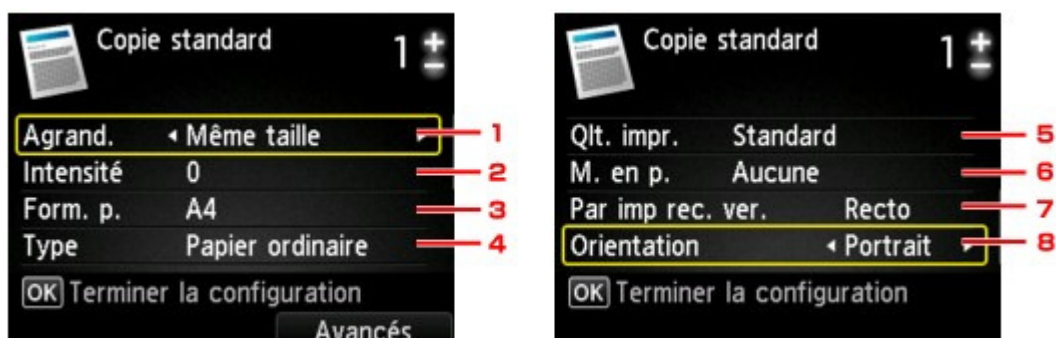 Copie standard 1 + -
Agrand. Même taille 1
Intensité 0 2
Form. p. A4 3
Type Papier ordinaire 4
OK Terminer la configuration
Avancés
Copie standard 1 + -
Qlt. impr. Standard 5
M. en p. Aucune 6
Par imp rec. ver. Recto 7
Orientation Portrait 8
OK Terminer la configuration